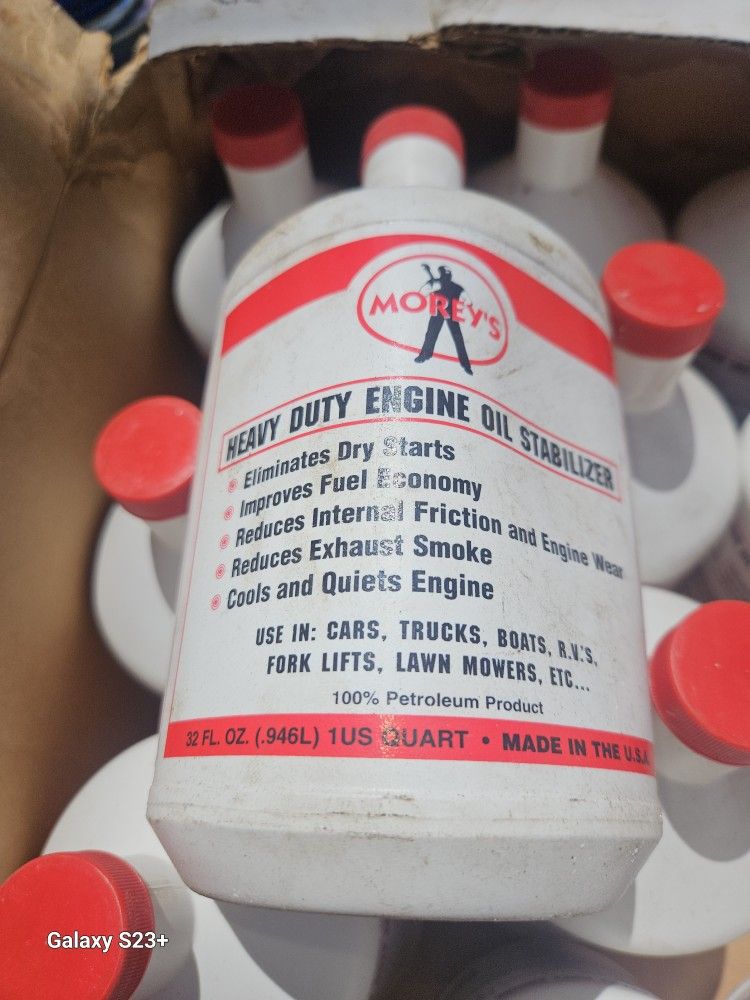 MOREY'S
HEAVY DUTY ENGINE OIL STABILIZER
Eliminates Dry Starts
Improves Fuel Economy
Reduces Internal Friction and Engine Wear
Reduces Exhaust Smoke
Cools and Quiets Engine
USE IN: CARS, TRUCKS, BOATS, R.V.'S,
FORK LIFTS, LAWN MOWERS, ETC...
100% Petroleum Product
32 FL. OZ. (.946L) 1US QUART • MADE IN THE U.S.A
Galaxy S23+